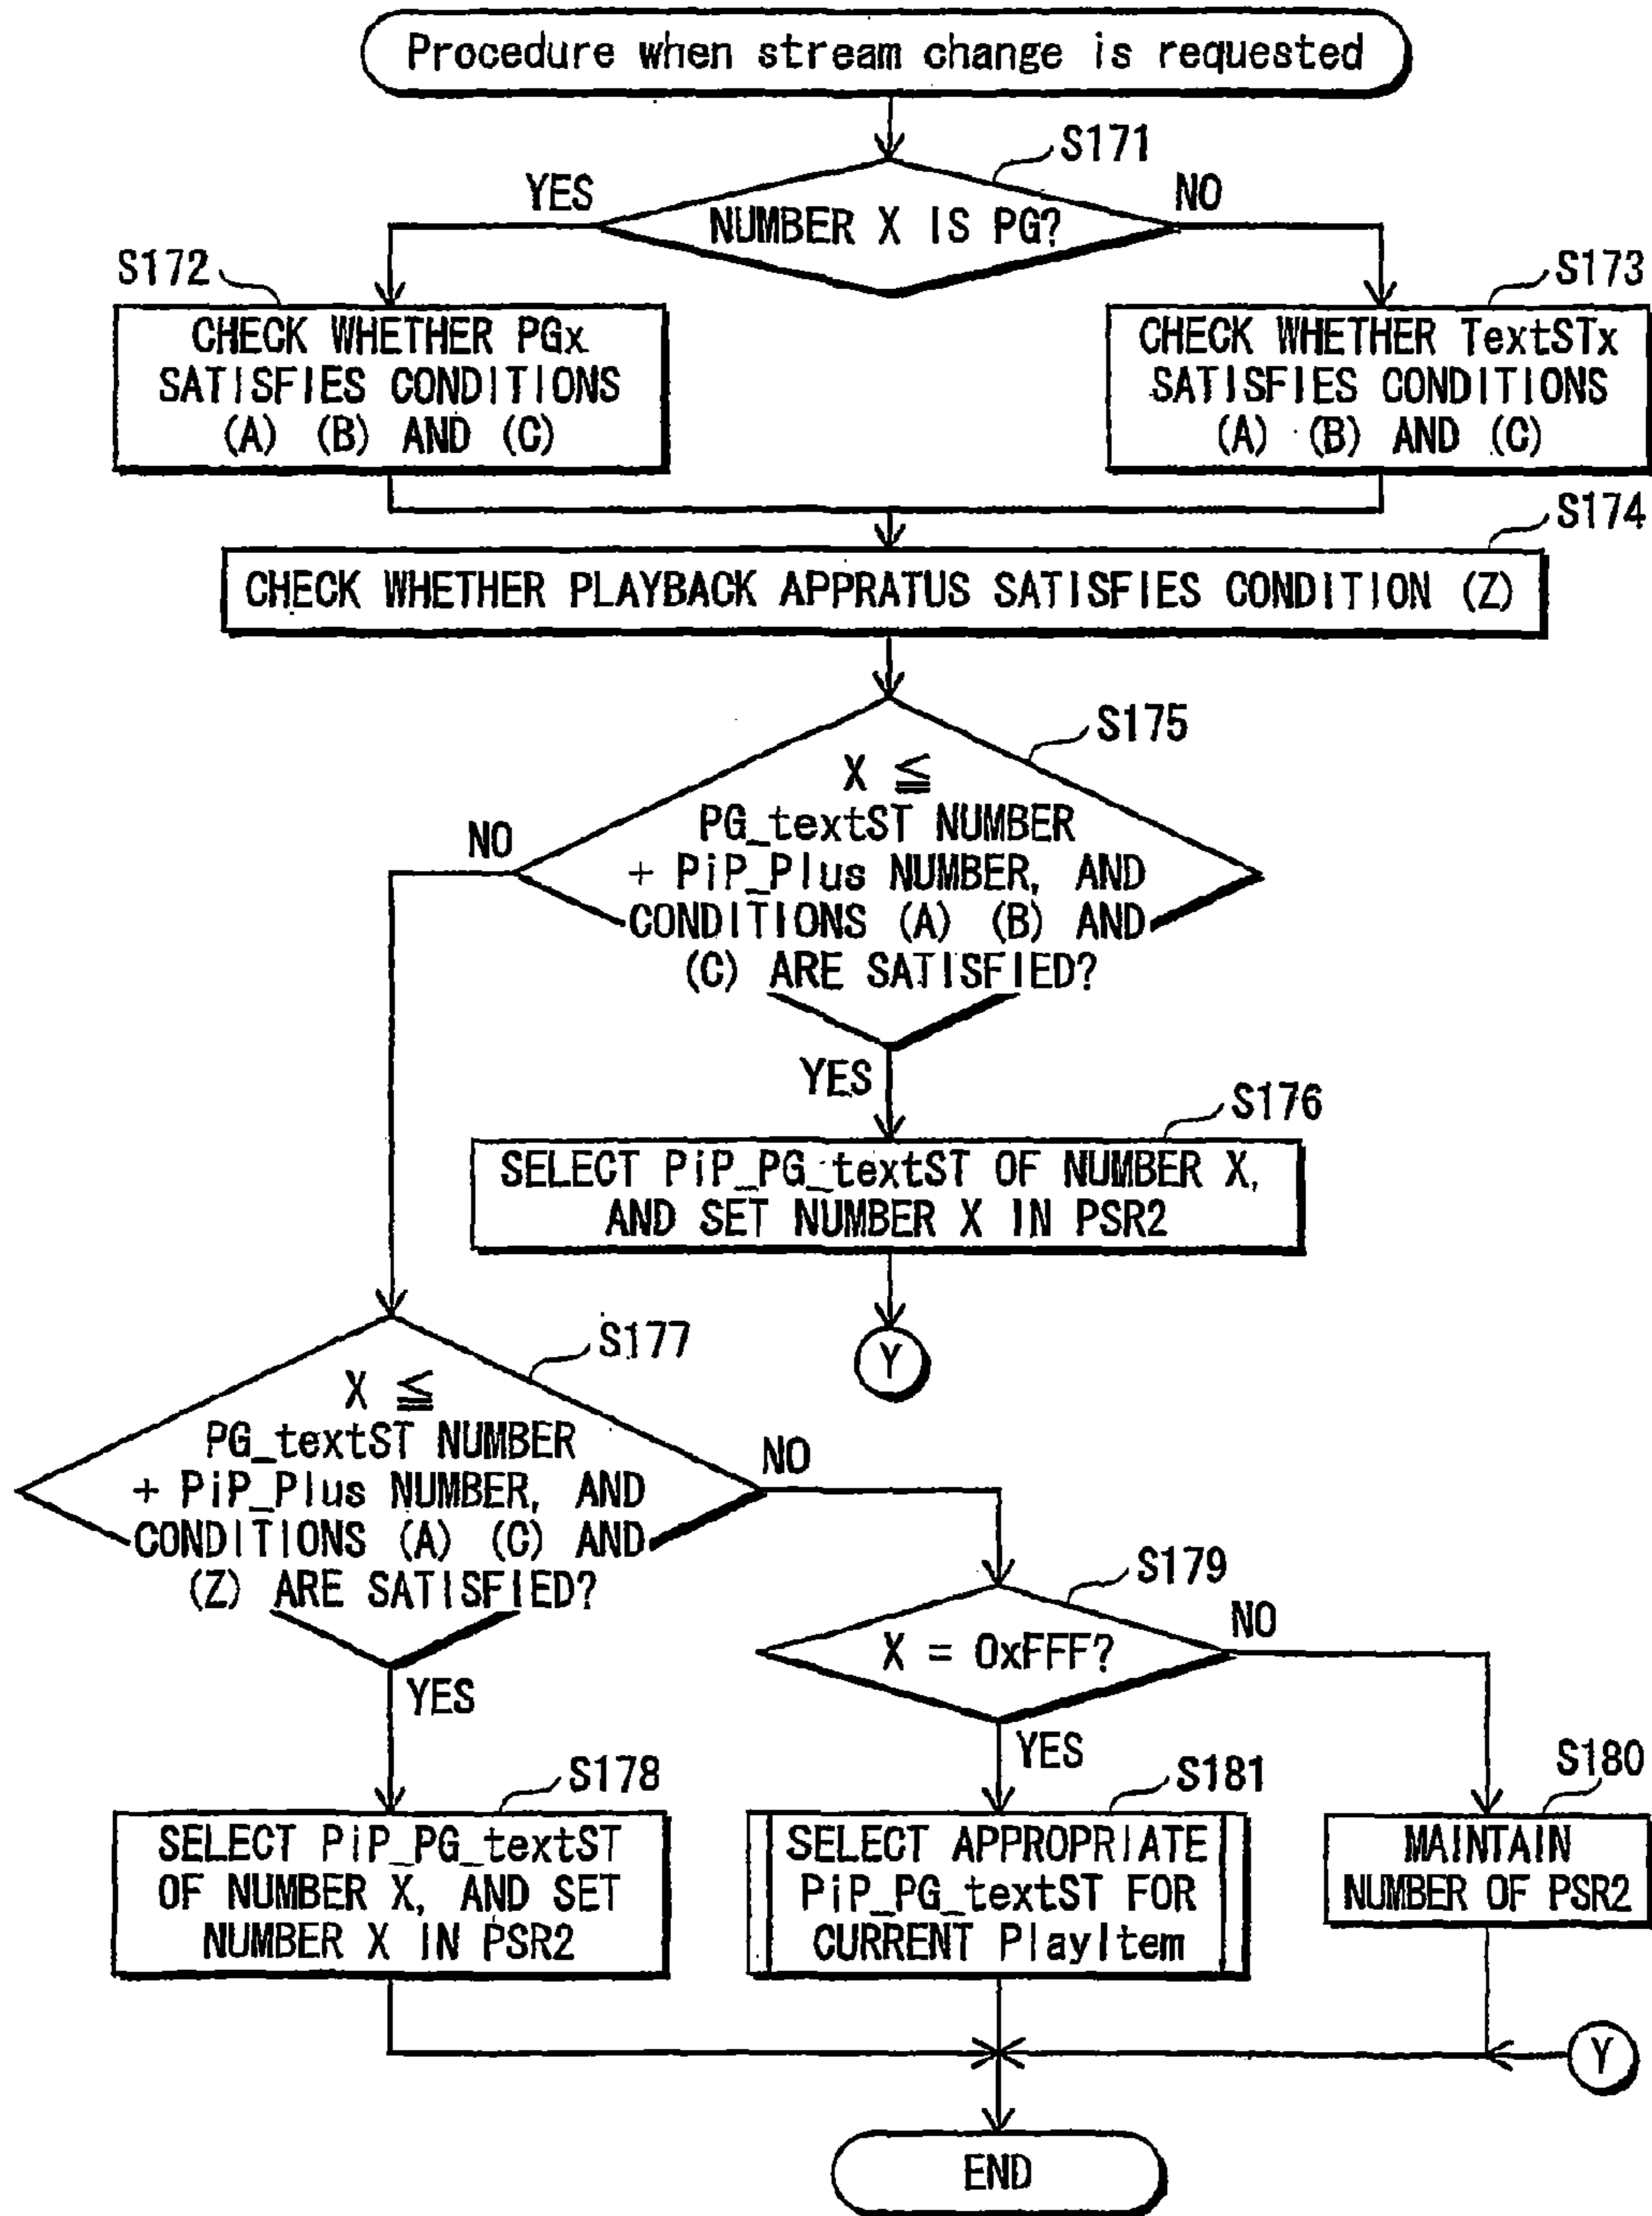 Procedure when stream change is requested
S171
YES
NUMBER X IS PG?
NO
S172
CHECK WHETHER PGx
SATISFIES CONDITIONS
(A) (B) AND (C)
S173
CHECK WHETHER TextSTx
SATISFIES CONDITIONS
(A) (B) AND (C)
S174
CHECK WHETHER PLAYBACK APPRATUS SATISFIES CONDITION (Z)
S175
X ≦
PG_textST NUMBER
+ PiP_Plus NUMBER, AND
CONDITIONS (A) (B) AND
(C) ARE SATISFIED?
NO
YES
S176
SELECT PiP_PG_textST OF NUMBER X,
AND SET NUMBER X IN PSR2
Y
S177
X ≦
PG_textST NUMBER
+ PiP_Plus NUMBER, AND
CONDITIONS (A) (C) AND
(Z) ARE SATISFIED?
NO
YES
S179
X = 0xFFF?
NO
YES
S178
SELECT PiP_PG_textST
OF NUMBER X, AND SET
NUMBER X IN PSR2
S181
SELECT APPROPRIATE
PiP_PG_textST FOR
CURRENT PlayItem
S180
MAINTAIN
NUMBER OF PSR2
Y
END